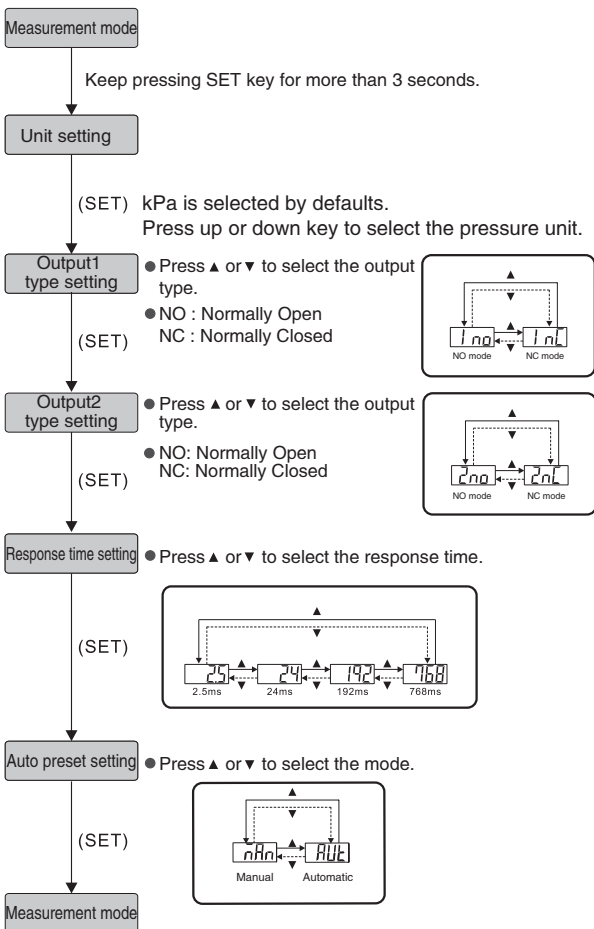 Measurement mode
Keep pressing SET key for more than 3 seconds.
Unit setting
(SET) kPa is selected by defaults.
Press up or down key to select the pressure unit.
Output1
type setting
● Press ▲ or ▼ to select the output
type.
● NO : Normally Open
NC : Normally Closed
▲
▼
1no ▲ ▼ 1nC
NO mode NC mode
(SET)
Output2
type setting
● Press ▲ or ▼ to select the output
type.
● NO: Normally Open
NC: Normally Closed
▲
▼
2no ▲ ▼ 2nC
NO mode NC mode
(SET)
Response time setting
● Press ▲ or ▼ to select the response time.
▲
▼
2.5 ▲ ▼ 24 ▲ ▼ 192 ▲ ▼ 768
2.5ms 24ms 192ms 768ms
(SET)
Auto preset setting
● Press ▲ or ▼ to select the mode.
▲
▼
nAn ▲ ▼ AUt
Manual Automatic
(SET)
Measurement mode